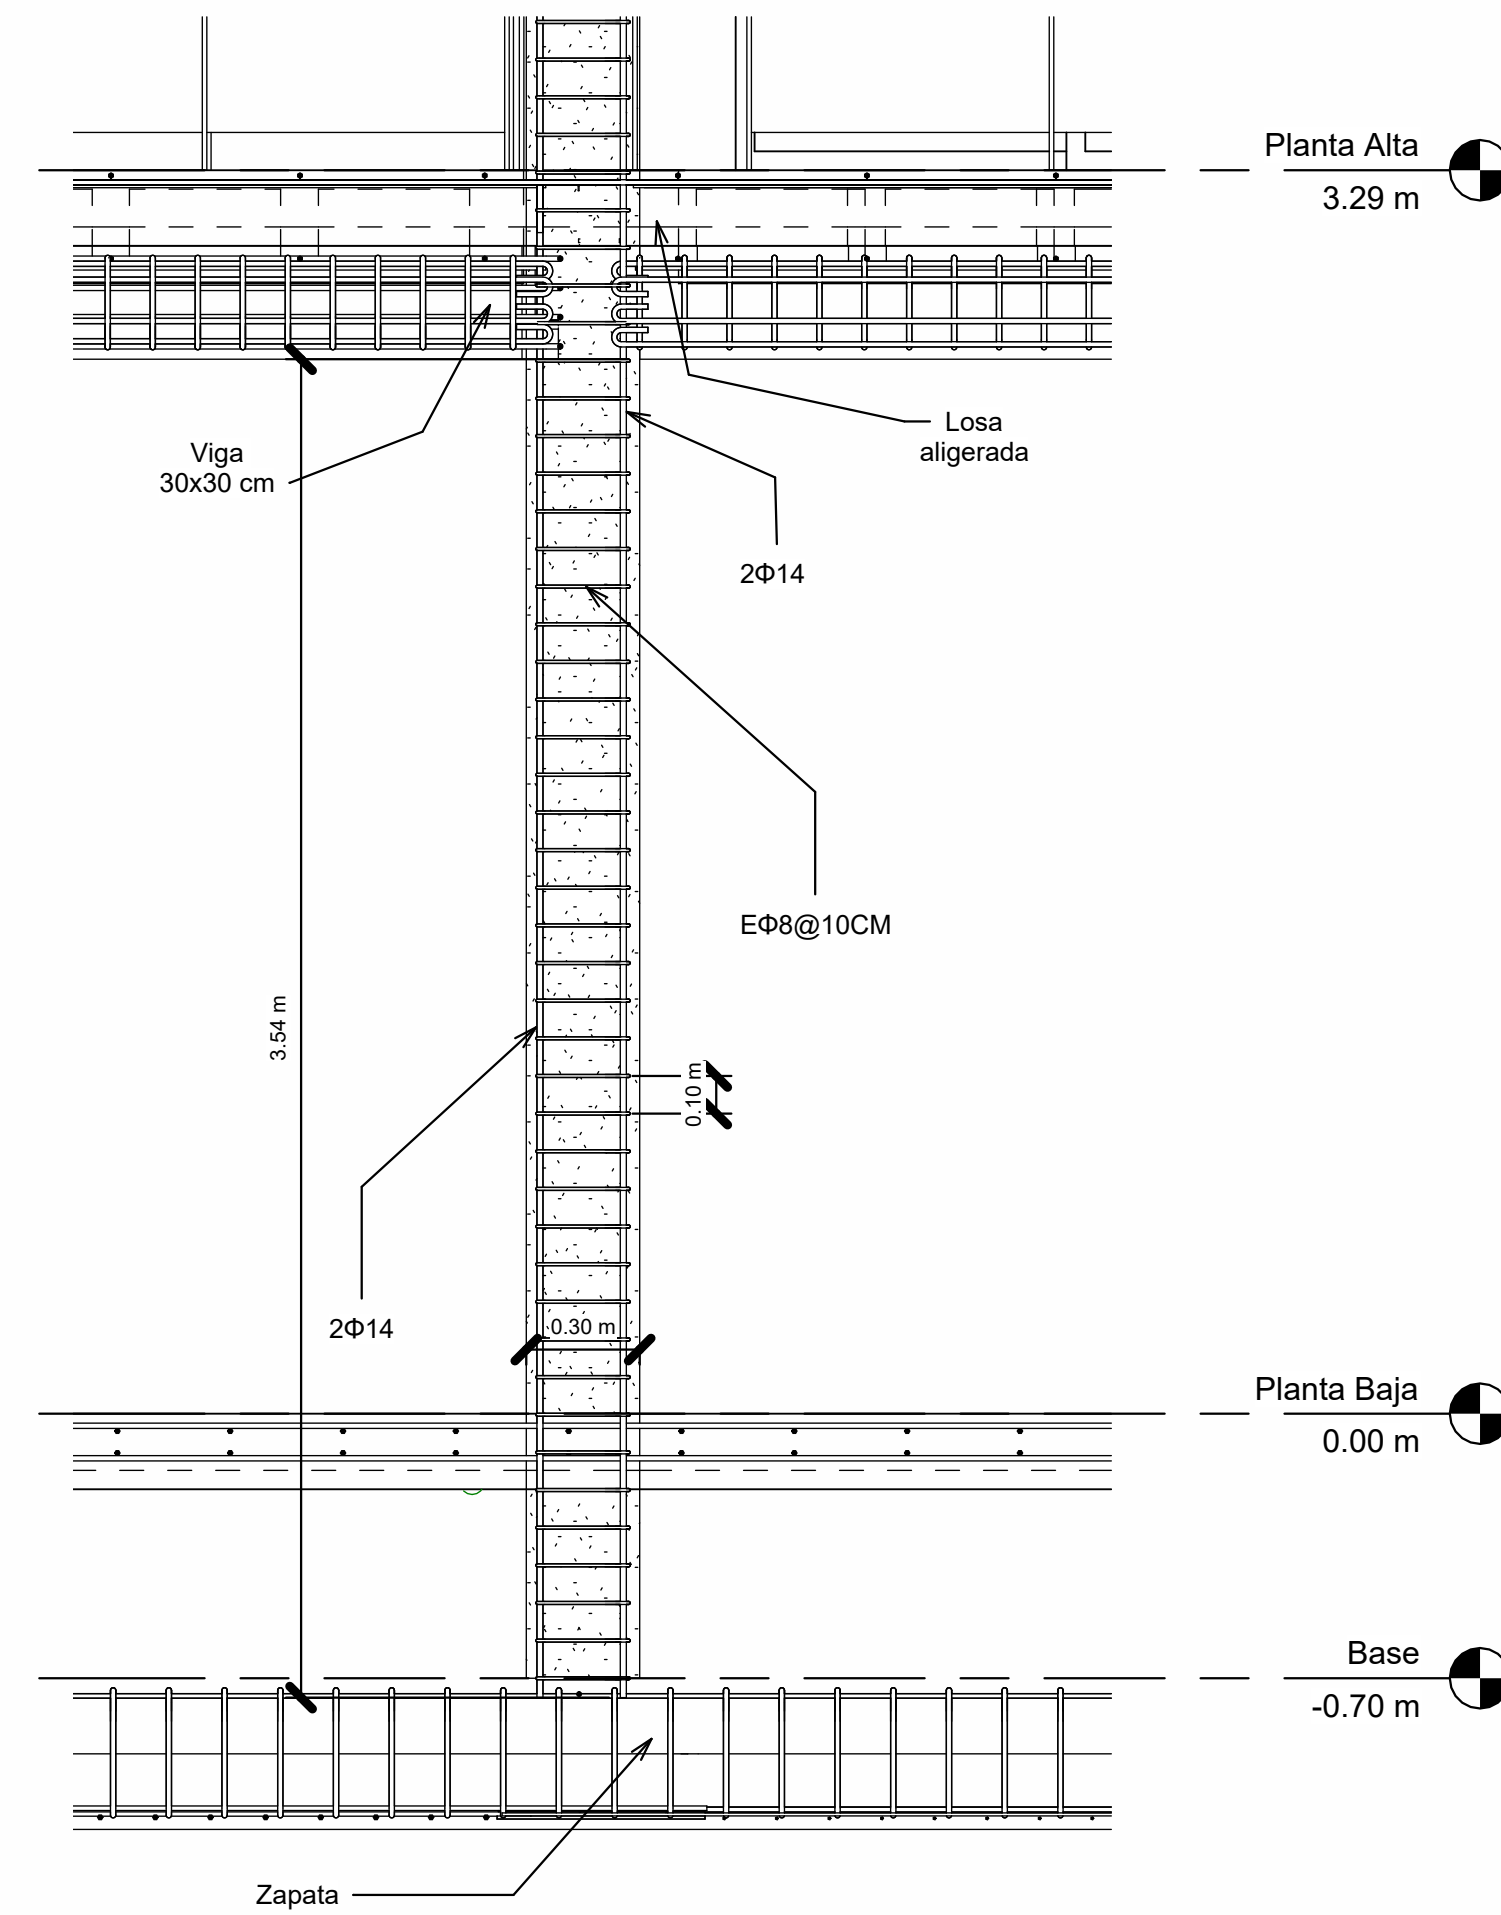 Planta Alta
3.29 m
Losa
aligerada
Viga
30x30 cm
2Φ14
EΦ8@10CM
3.54 m
0.10 m
2Φ14
0.30 m
Planta Baja
0.00 m
Base
-0.70 m
Zapata